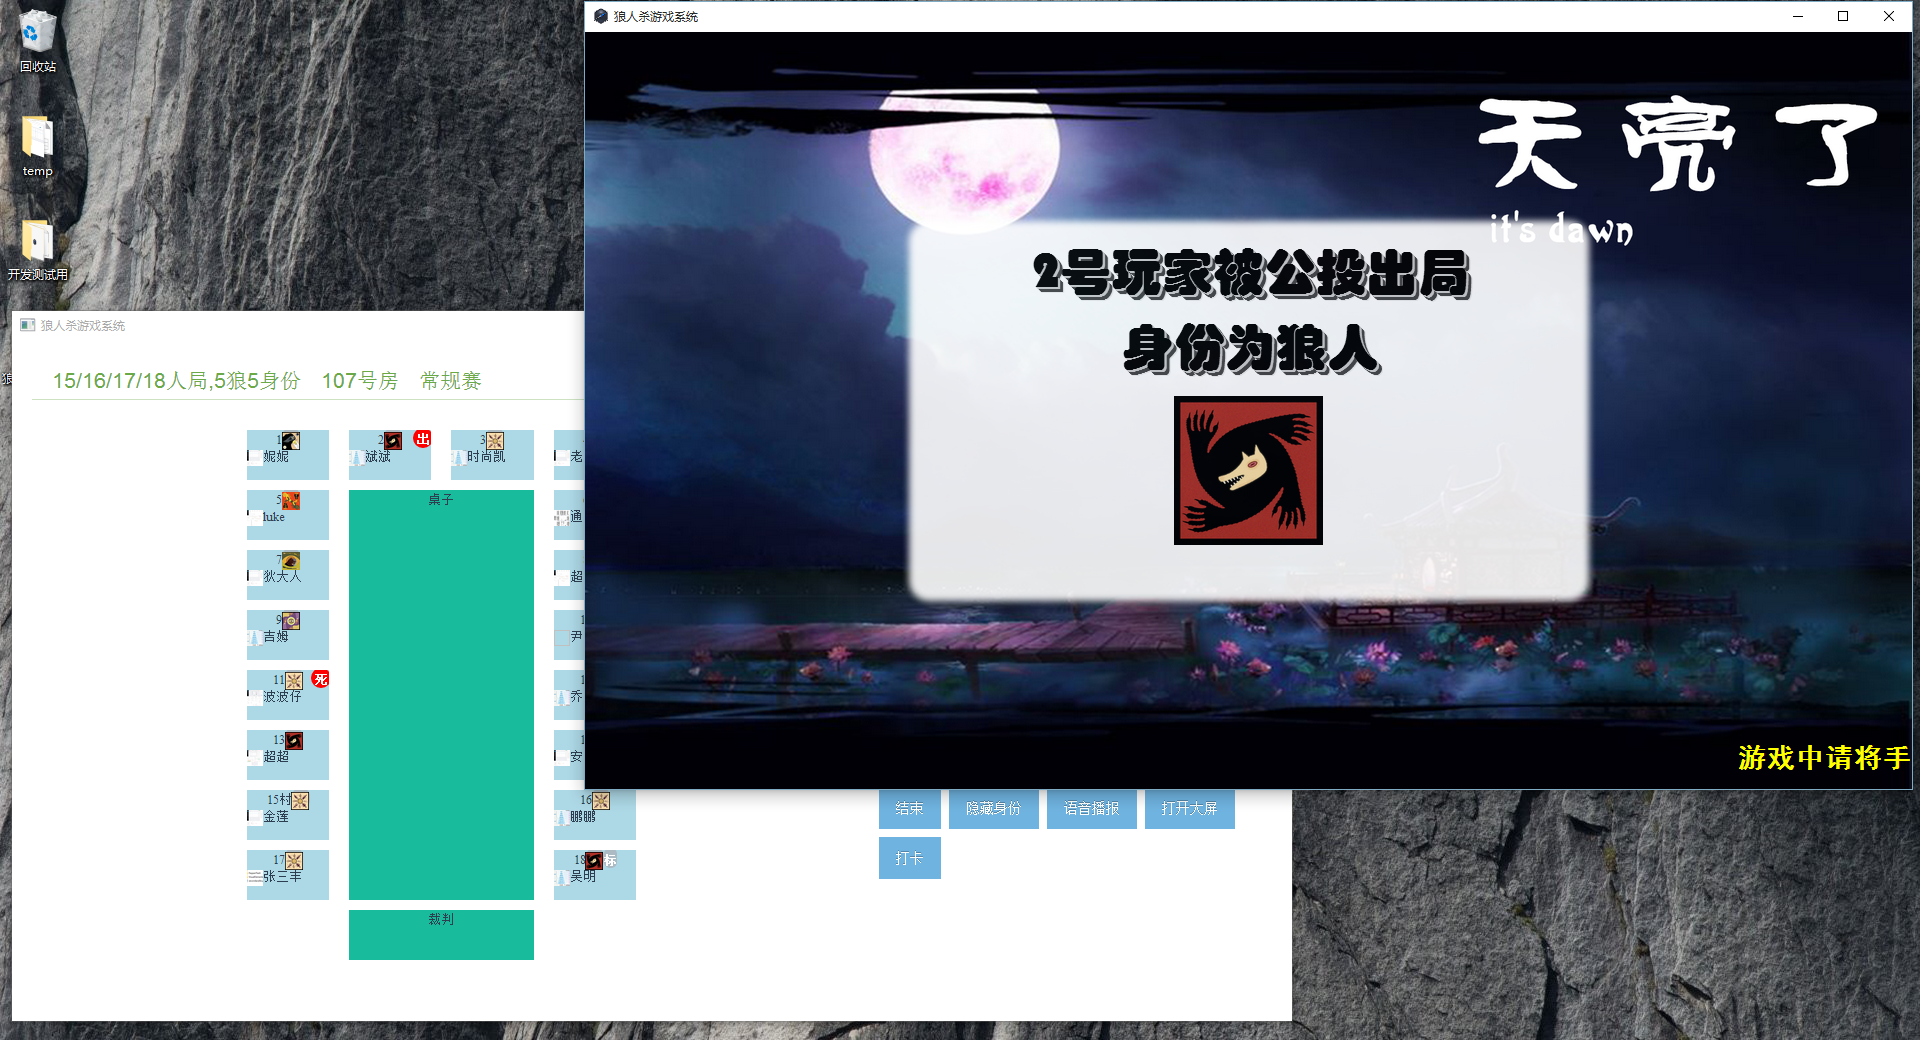 回收站
temp
开发测试用
狼
狼人杀游戏系统
天亮了
it's dawn
2号玩家被公投出局
身份为狼人
游戏中请将手
狼人杀游戏系统
15/16/17/18人局,5狼5身份 107号房 常规赛
1
妮妮
2
出
斌斌
3
时尚凯
老
桌子
5
luke
通
7
狄大人
超
9
吉姆
1
尹
11
死
波波仔
1
乔
13
超超
1
安
15村
金莲
16
鹏鹏
17
张三丰
18
标
吴明
裁判
结束
隐藏身份
语音播报
打开大屏
打卡